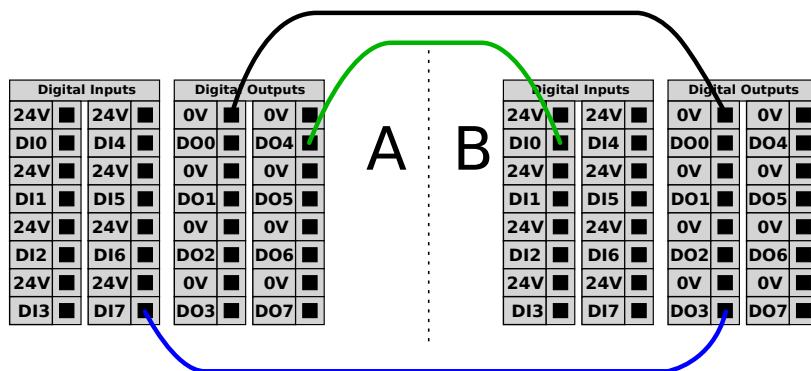 Digital Inputs Digital Outputs Digital Inputs Digital Outputs
24V 24V 0V 0V 24V 24V 0V 0V
DI0 DI4 DO0 DO4 A B DI0 DI4 DO0 DO4
24V 24V 0V 0V 24V 24V 0V 0V
DI1 DI5 DO1 DO5 DI1 DI5 DO1 DO5
24V 24V 0V 0V 24V 24V 0V 0V
DI2 DI6 DO2 DO6 DI2 DI6 DO2 DO6
24V 24V 0V 0V 24V 24V 0V 0V
DI3 DI7 DO3 DO7 DI3 DI7 DO3 DO7